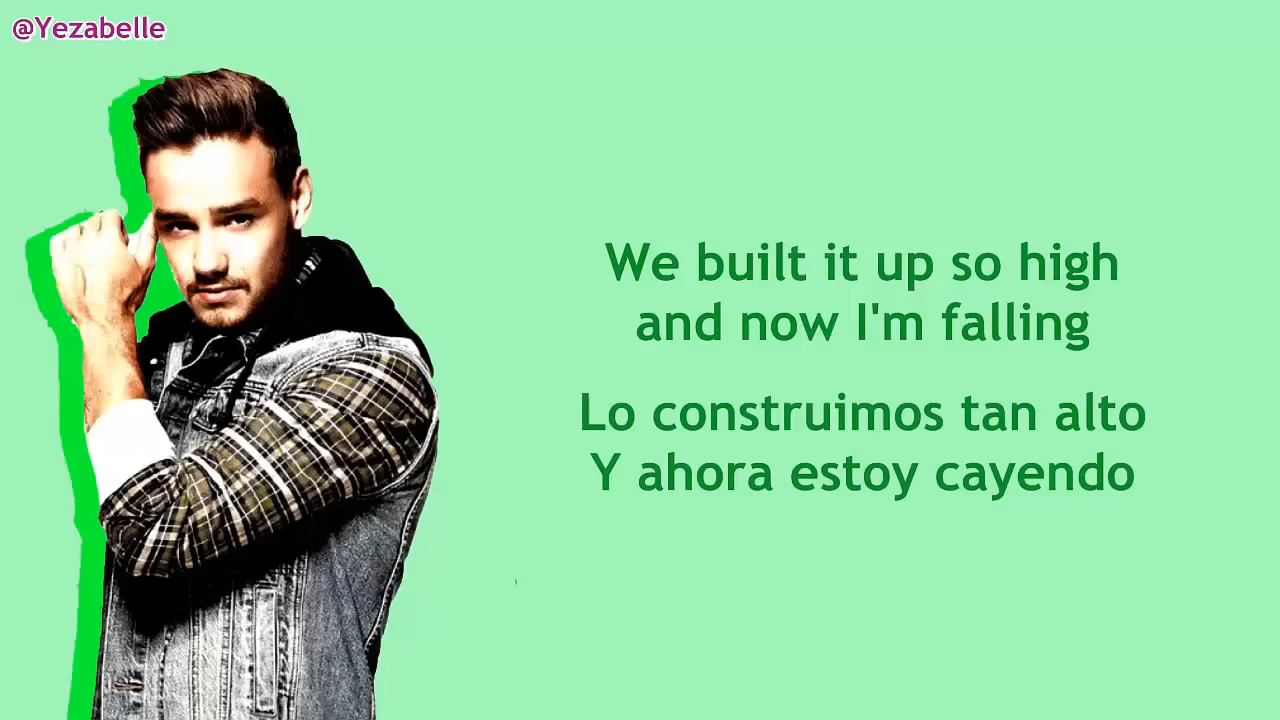 @Yezabelle
We built it up so high
and now I'm falling
Lo construimos tan alto
Y ahora estoy cayendo